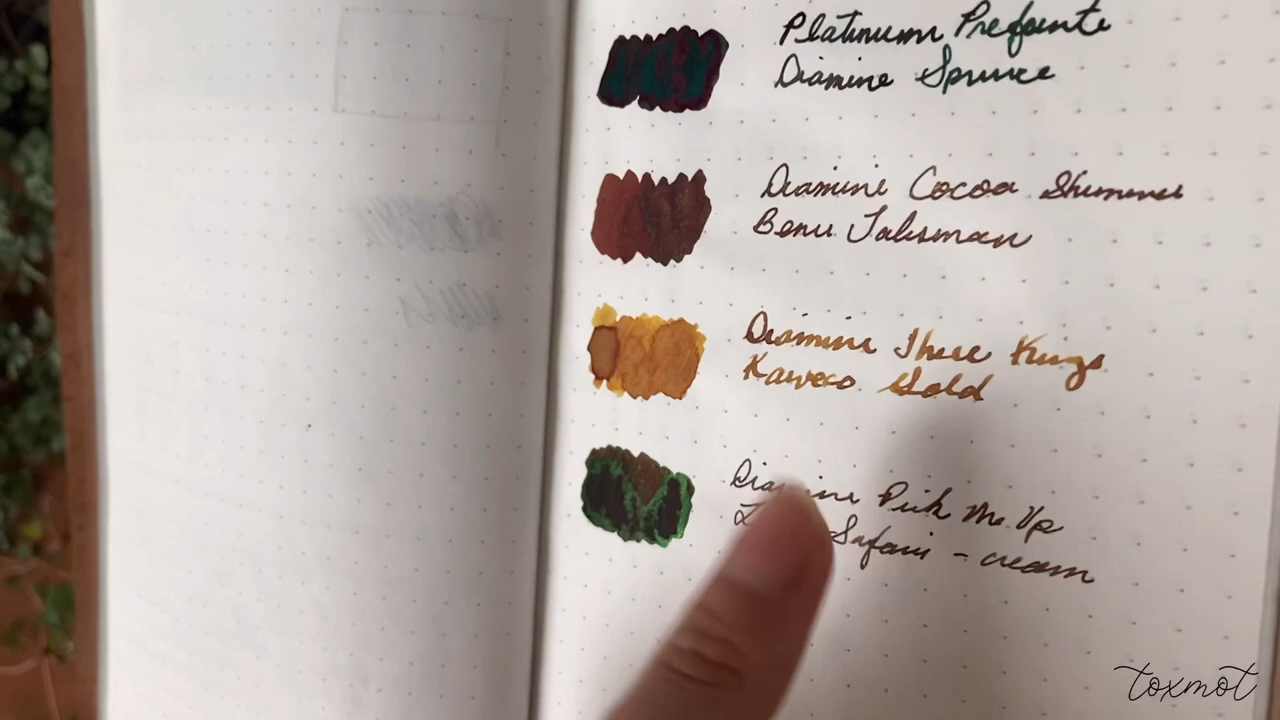 Platinum Prefounte
Diamine Spruce
Diamine Cocoa Shimmer
Benu Talisman
Diamine Three Kings
Kaweco Gold
Diamine Pick Me Up
Safari - cream
toxmot